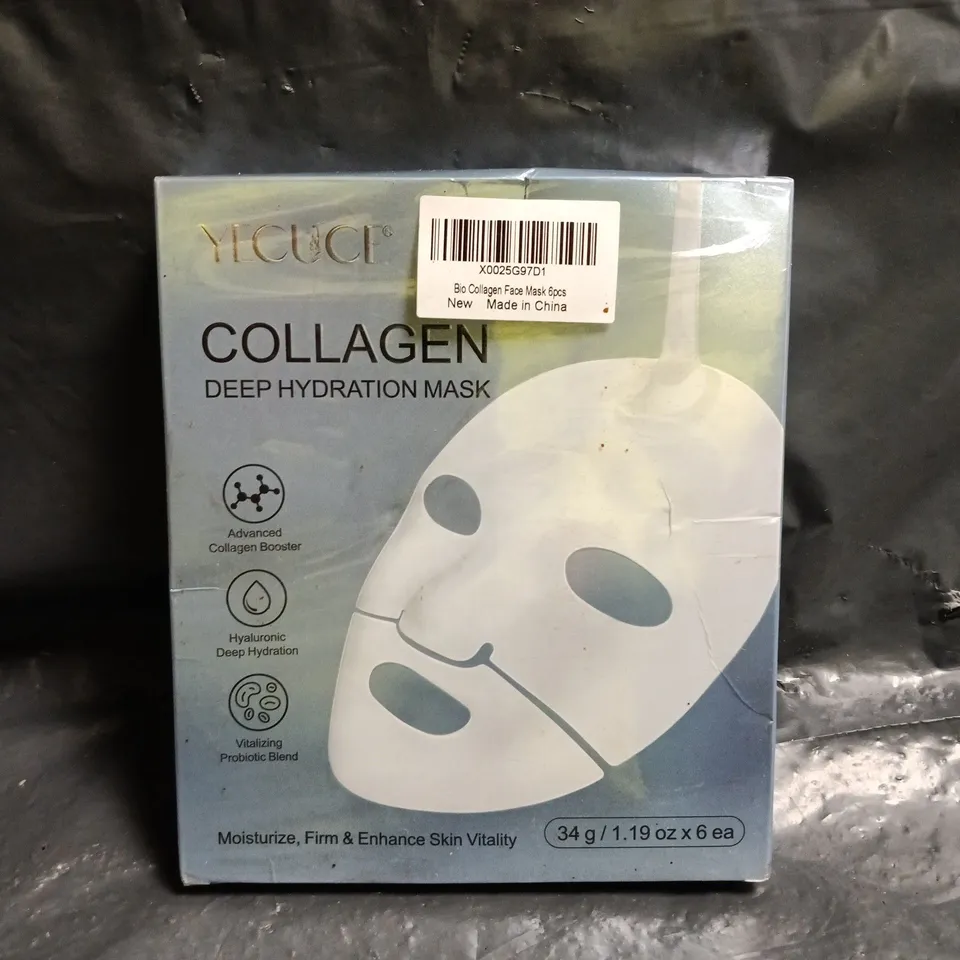 YECUCE®
X0025G97D1
Bio Collagen Face Mask 6pcs
New Made in China
COLLAGEN
DEEP HYDRATION MASK
Advanced
Collagen Booster
Hyaluronic
Deep Hydration
Vitalizing
Probiotic Blend
Moisturize, Firm & Enhance Skin Vitality
34 g / 1.19 oz x 6 ea